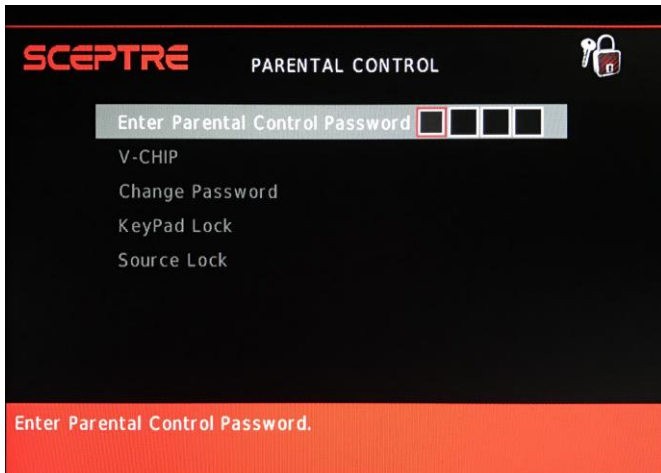 SCEPTRE
PARENTAL CONTROL
Enter Parental Control Password
V-CHIP
Change Password
KeyPad Lock
Source Lock
Enter Parental Control Password.